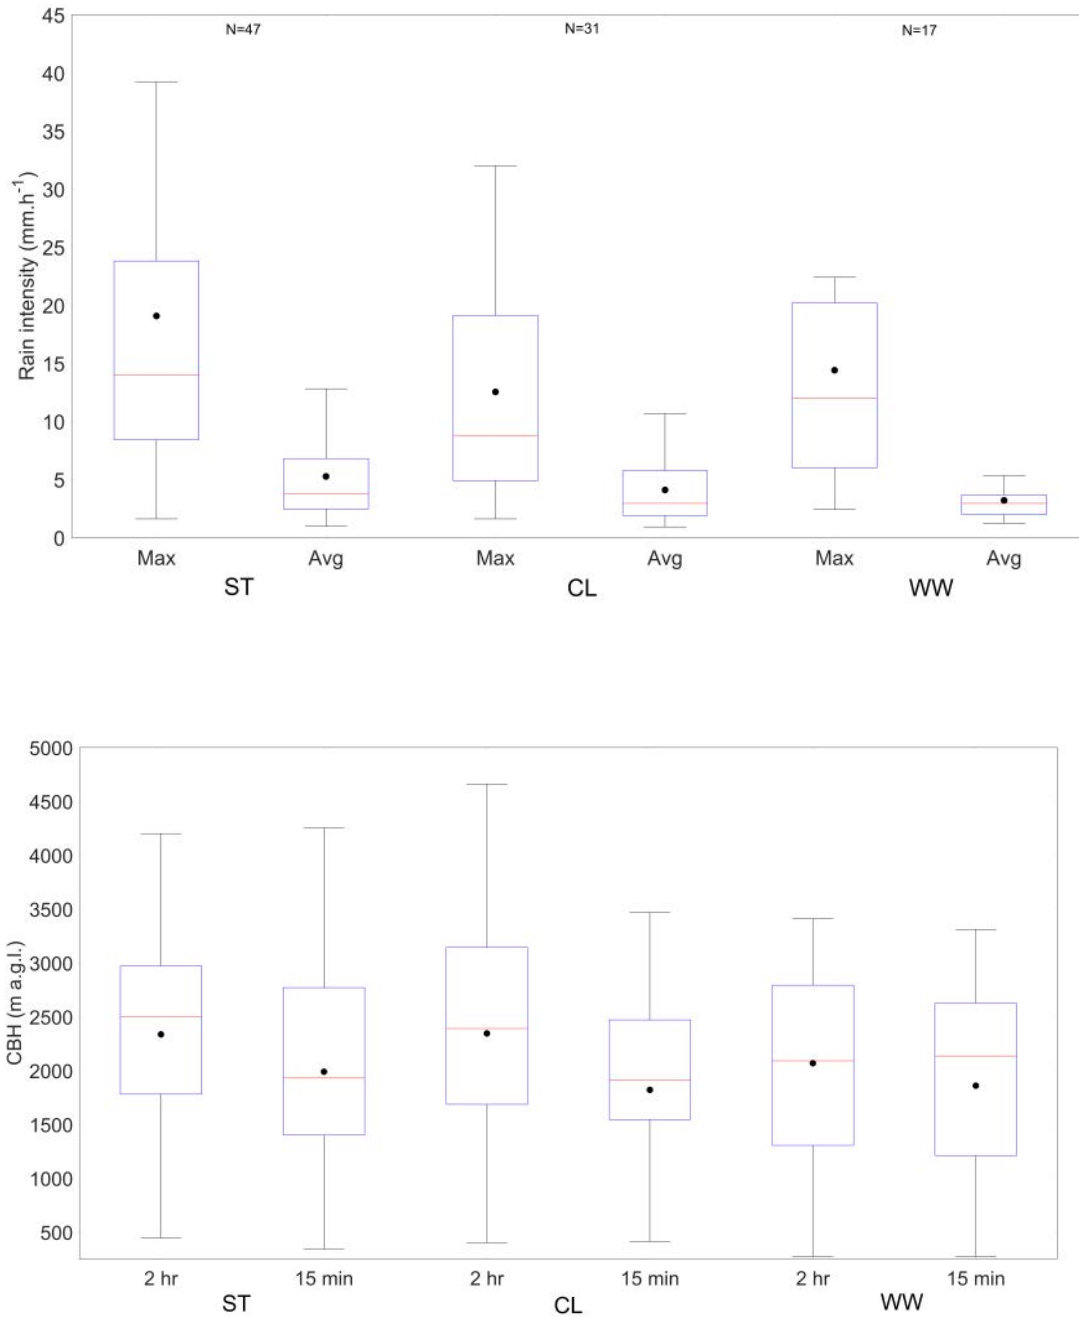 45
N=47 N=31 N=17
40
35
30
25
20
15
10
5
0
Rain intensity (mm.h⁻¹)
Max Avg Max Avg Max Avg
ST CL WW
5000
4500
4000
3500
3000
2500
2000
1500
1000
500
CBH (m a.g.l.)
2 hr 15 min 2 hr 15 min 2 hr 15 min
ST CL WW